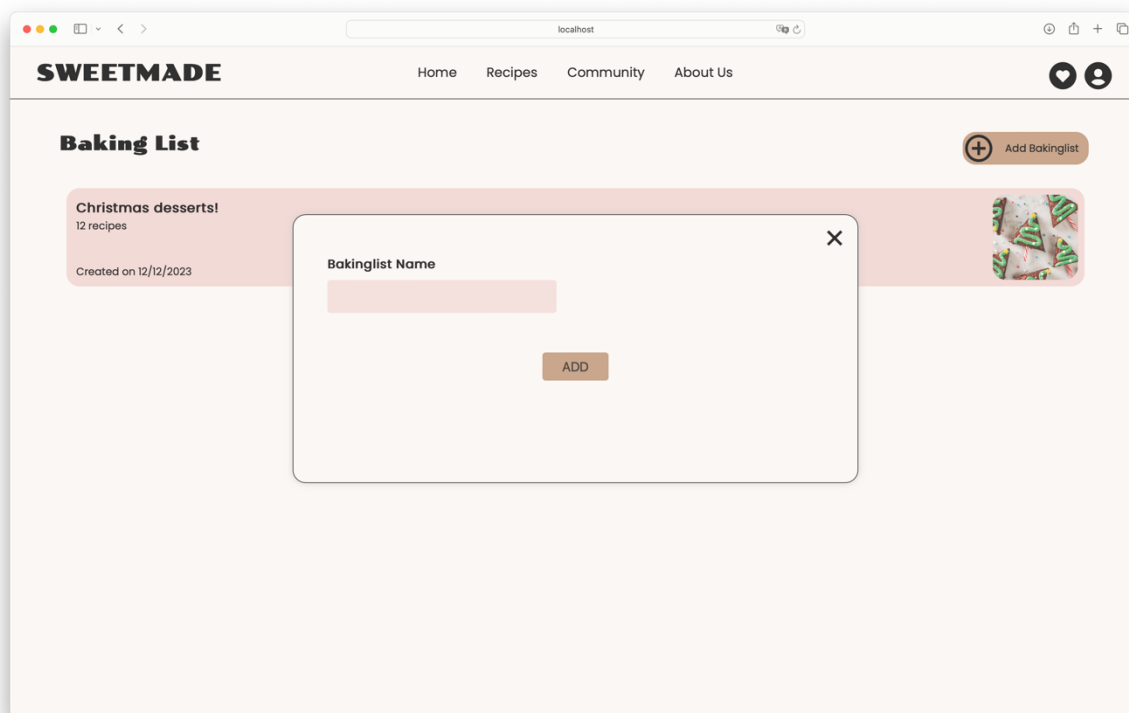 localhost
SWEETMADE
Home Recipes Community About Us
Baking List
Add Bakinglist
Christmas desserts!
12 recipes
Created on 12/12/2023
Bakinglist Name
ADD